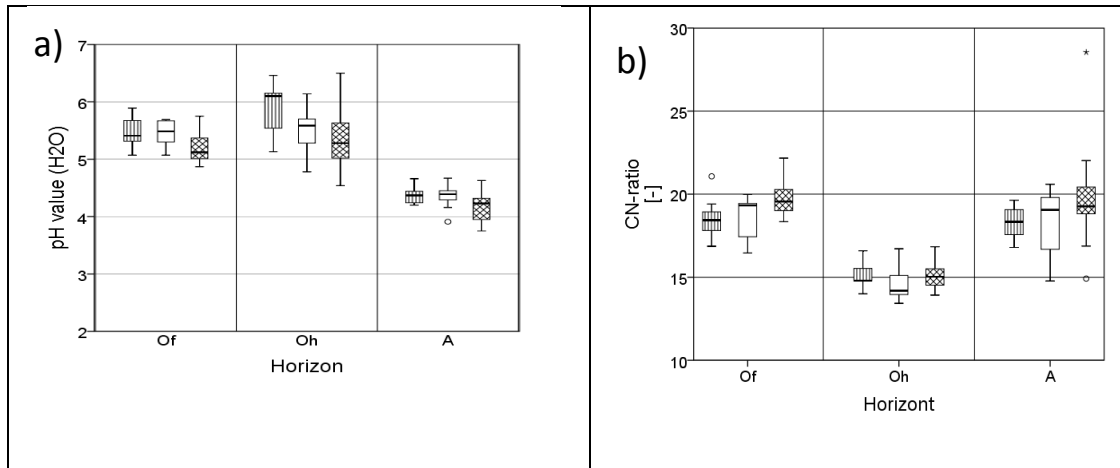 a)
pH value (H2O)
7
6
5
4
3
2
Of Oh A
Horizon
b)
CN-ratio
[-]
30
25
20
15
10
Of Oh A
Horizont